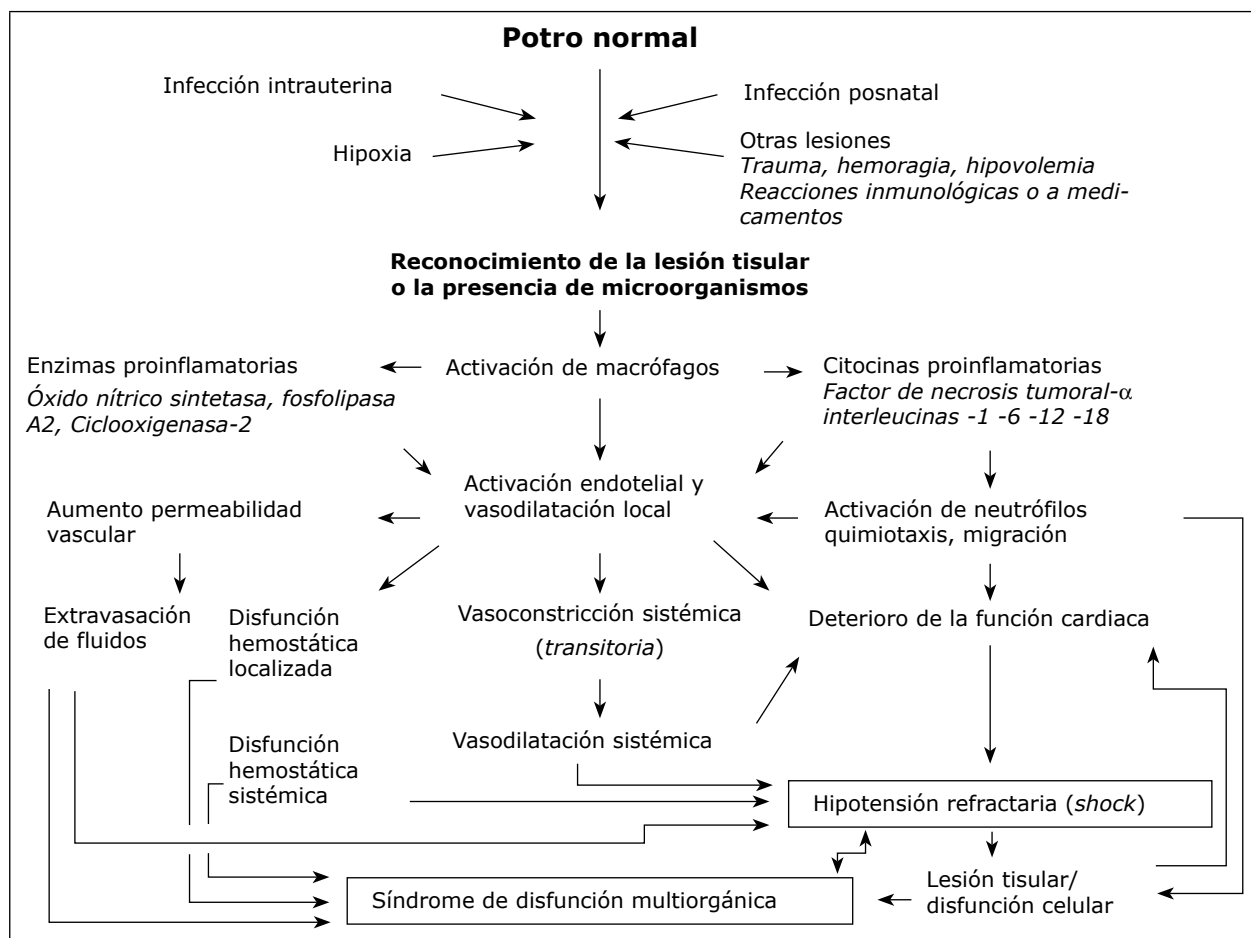 Potro normal
Infección intrauterina
Infección posnatal
Hipoxia
Otras lesiones
Trauma, hemoragia, hipovolemia
Reacciones inmunológicas o a medi-
camentos
Reconocimiento de la lesión tisular
o la presencia de microorganismos
Enzimas proinflamatorias
Óxido nítrico sintetasa, fosfolipasa
A2, Ciclooxigenasa-2
Activación de macrófagos
Citocinas proinflamatorias
Factor de necrosis tumoral-α
interleucinas -1 -6 -12 -18
Activación endotelial y
vasodilatación local
Aumento permeabilidad
vascular
Activación de neutrófilos
quimiotaxis, migración
Extravasación
de fluidos
Disfunción
hemostática
localizada
Vasoconstricción sistémica
(transitoria)
Deterioro de la función cardiaca
Disfunción
hemostática
sistémica
Vasodilatación sistémica
Hipotensión refractaria (shock)
Síndrome de disfunción multiorgánica
Lesión tisular/
disfunción celular